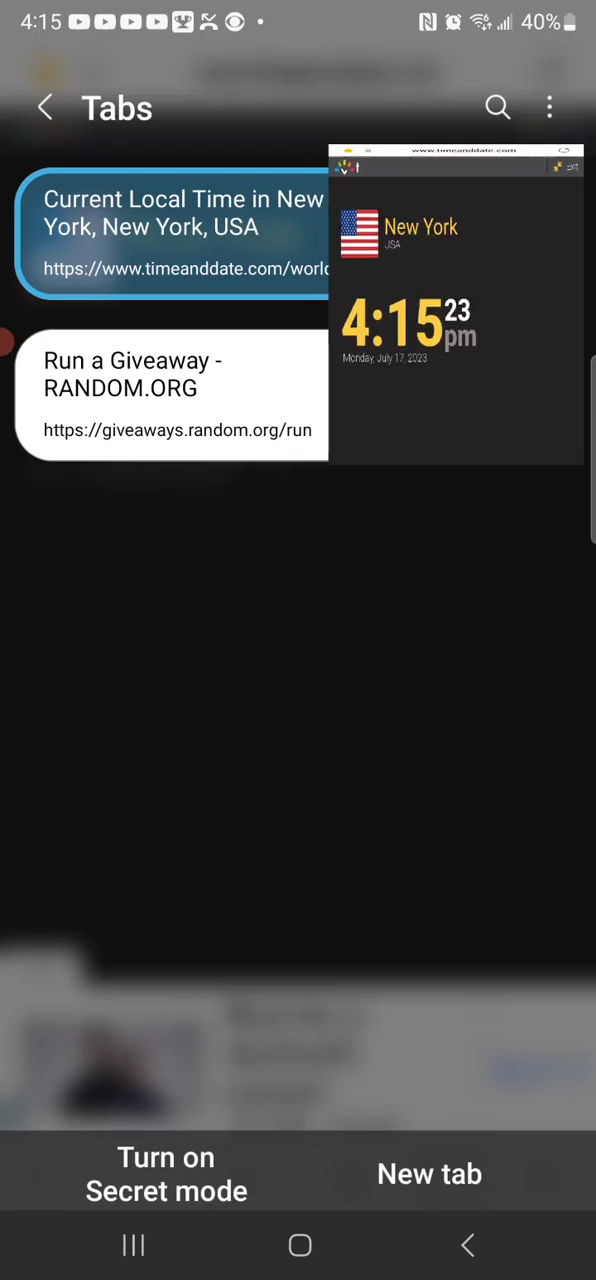 4:15
40%
Tabs
Current Local Time in New
York, New York, USA
https://www.timeanddate.com/worl
www.timeanddate.com
EXIT
New York
USA
4:15 23
pm
Monday, July 17, 2023
Run a Giveaway -
RANDOM.ORG
https://giveaways.random.org/run
Turn on
Secret mode
New tab